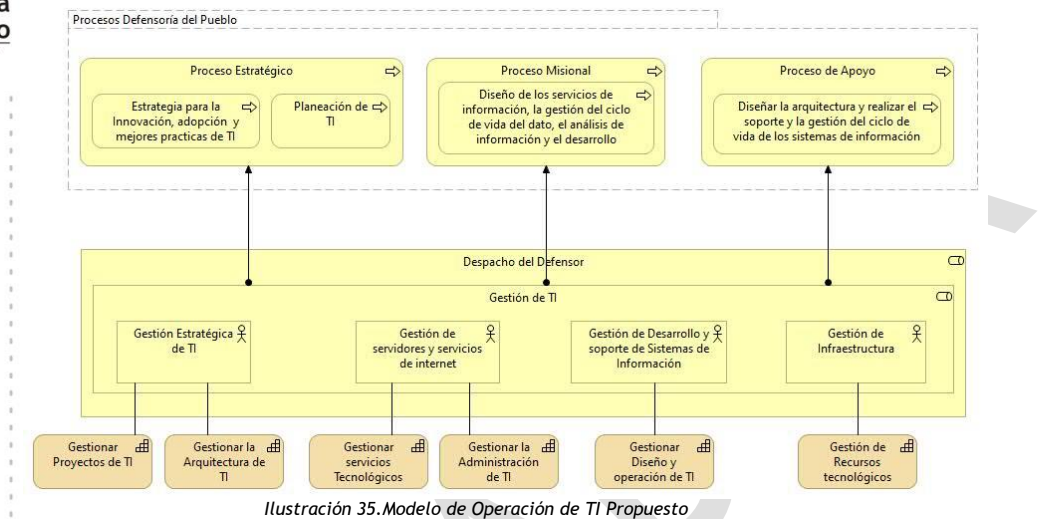 a
o
Procesos Defensoría del Pueblo
Proceso Estratégico
Estrategia para la
Innovación, adopción y
mejores practicas de TI
Planeación de
TI
Proceso Misional
Diseño de los servicios de
información, la gestión del ciclo
de vida del dato, el análisis de
información y el desarrollo
Proceso de Apoyo
Diseñar la arquitectura y realizar el
soporte y la gestión del ciclo de
vida de los sistemas de información
Despacho del Defensor
Gestión de TI
Gestión Estratégica
de TI
Gestión de
servidores y servicios
de internet
Gestión de Desarrollo y
soporte de Sistemas de
Información
Gestión de
Infraestructura
Gestionar
Proyectos de TI
Gestionar la
Arquitectura de
TI
Gestionar
servicios
Tecnológicos
Gestionar la
Administración
de TI
Gestionar
Diseño y
operación de TI
Gestión de
Recursos
tecnológicos
Ilustración 35.Modelo de Operación de TI Propuesto